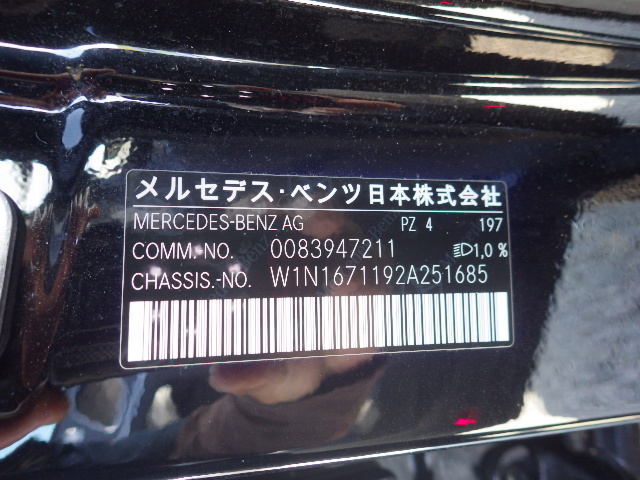 メルセデス・ベンツ日本株式会社
MERCEDES-BENZ AG PZ 4 197
COMM.-NO. 0083947211 1,0 %
CHASSIS.-NO. W1N1671192A251685